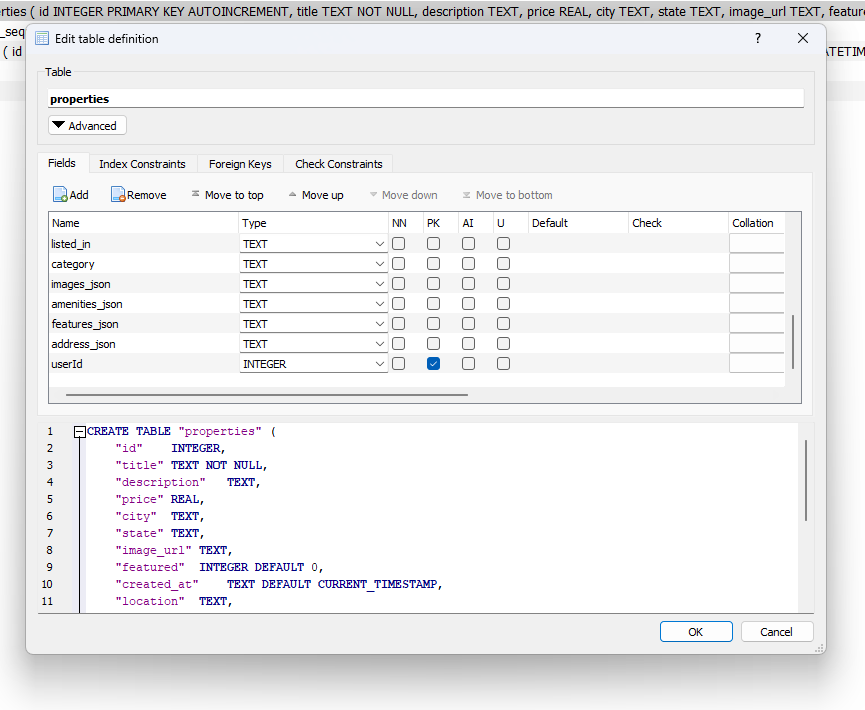 erties ( id INTEGER PRIMARY KEY AUTOINCREMENT, title TEXT NOT NULL, description TEXT, price REAL, city TEXT, state TEXT, image_url TEXT, feature
_seq
( id
ATETIM
Edit table definition
?
Table
properties
Advanced
Fields Index Constraints Foreign Keys Check Constraints
Add Remove Move to top Move up Move down Move to bottom
Name Type NN PK AI U Default Check Collation
listed_in TEXT
category TEXT
images_json TEXT
amenities_json TEXT
features_json TEXT
address_json TEXT
userId INTEGER
1 CREATE TABLE "properties" (
2 "id" INTEGER,
3 "title" TEXT NOT NULL,
4 "description" TEXT,
5 "price" REAL,
6 "city" TEXT,
7 "state" TEXT,
8 "image_url" TEXT,
9 "featured" INTEGER DEFAULT 0,
10 "created_at" TEXT DEFAULT CURRENT_TIMESTAMP,
11 "location" TEXT,
OK Cancel